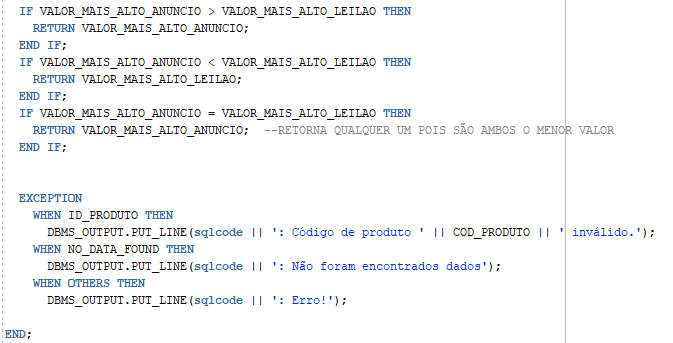 IF VALOR_MAIS_ALTO_ANUNCIO > VALOR_MAIS_ALTO_LEILAO THEN
RETURN VALOR_MAIS_ALTO_ANUNCIO;
END IF;
IF VALOR_MAIS_ALTO_ANUNCIO < VALOR_MAIS_ALTO_LEILAO THEN
RETURN VALOR_MAIS_ALTO_LEILAO;
END IF;
IF VALOR_MAIS_ALTO_ANUNCIO = VALOR_MAIS_ALTO_LEILAO THEN
RETURN VALOR_MAIS_ALTO_ANUNCIO;  --RETORNA QUALQUER UM POIS SÃO AMBOS O MENOR VALOR
END IF;
EXCEPTION
WHEN ID_PRODUTO THEN
DBMS_OUTPUT.PUT_LINE(sqlcode || ': Código de produto ' || COD_PRODUTO || ' inválido.');
WHEN NO_DATA_FOUND THEN
DBMS_OUTPUT.PUT_LINE(sqlcode || ': Não foram encontrados dados');
WHEN OTHERS THEN
DBMS_OUTPUT.PUT_LINE(sqlcode || ': Erro!');
END;